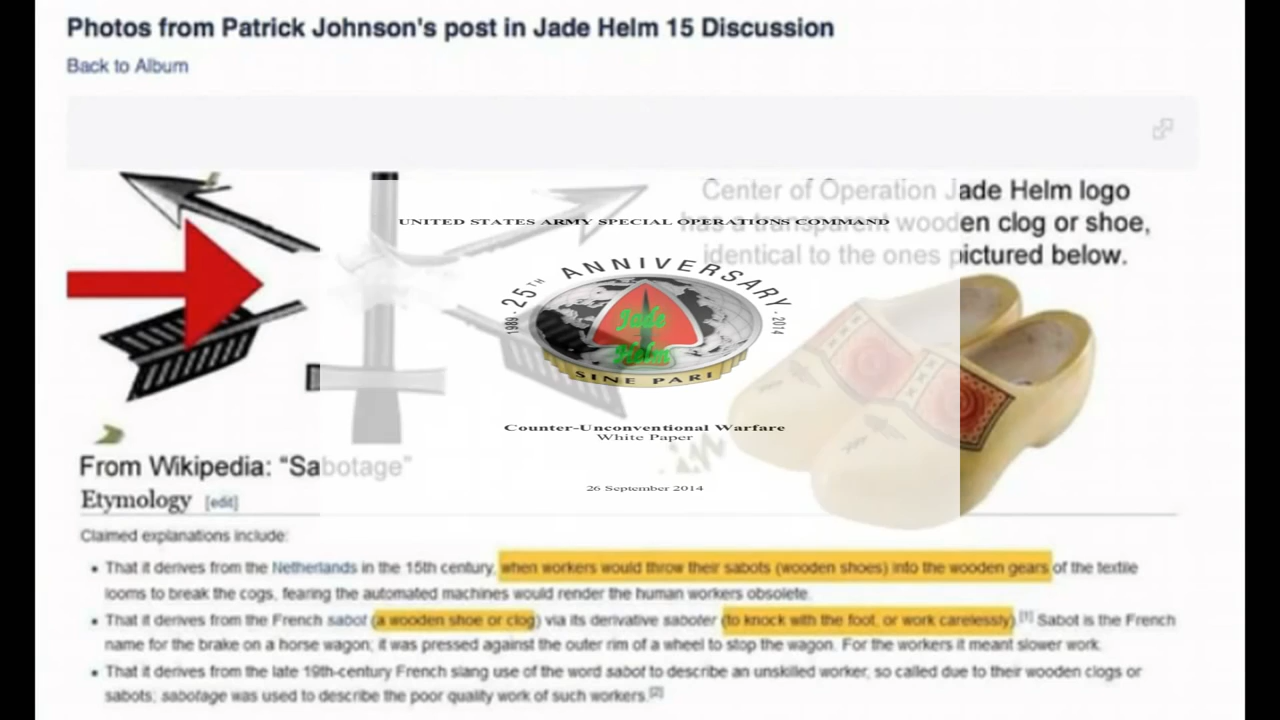 Photos from Patrick Johnson's post in Jade Helm 15 Discussion
Back to Album
Center of Operation Jade Helm logo
has a transparent wooden clog or shoe,
identical to the ones pictured below.
UNITED STATES ARMY SPECIAL OPERATIONS COMMAND
1989 · 25TH ANNIVERSARY · 2014
Jade
Helm
SINE PARI
Counter-Unconventional Warfare
White Paper
26 September 2014
From Wikipedia: “Sabotage”
Etymology [edit]
Claimed explanations include:
• That it derives from the Netherlands in the 15th century, when workers would throw their sabots (wooden shoes) into the wooden gears of the textile
looms to break the cogs, fearing the automated machines would render the human workers obsolete.
• That it derives from the French sabot (a wooden shoe or clog) via its derivative saboter (to knock with the foot, or work carelessly).[1] Sabot is the French
name for the brake on a horse wagon; it was pressed against the outer rim of a wheel to stop the wagon. For the workers it meant slower work.
• That it derives from the late 19th-century French slang use of the word sabot to describe an unskilled worker, so called due to their wooden clogs or
sabots; sabotage was used to describe the poor quality work of such workers.[2]